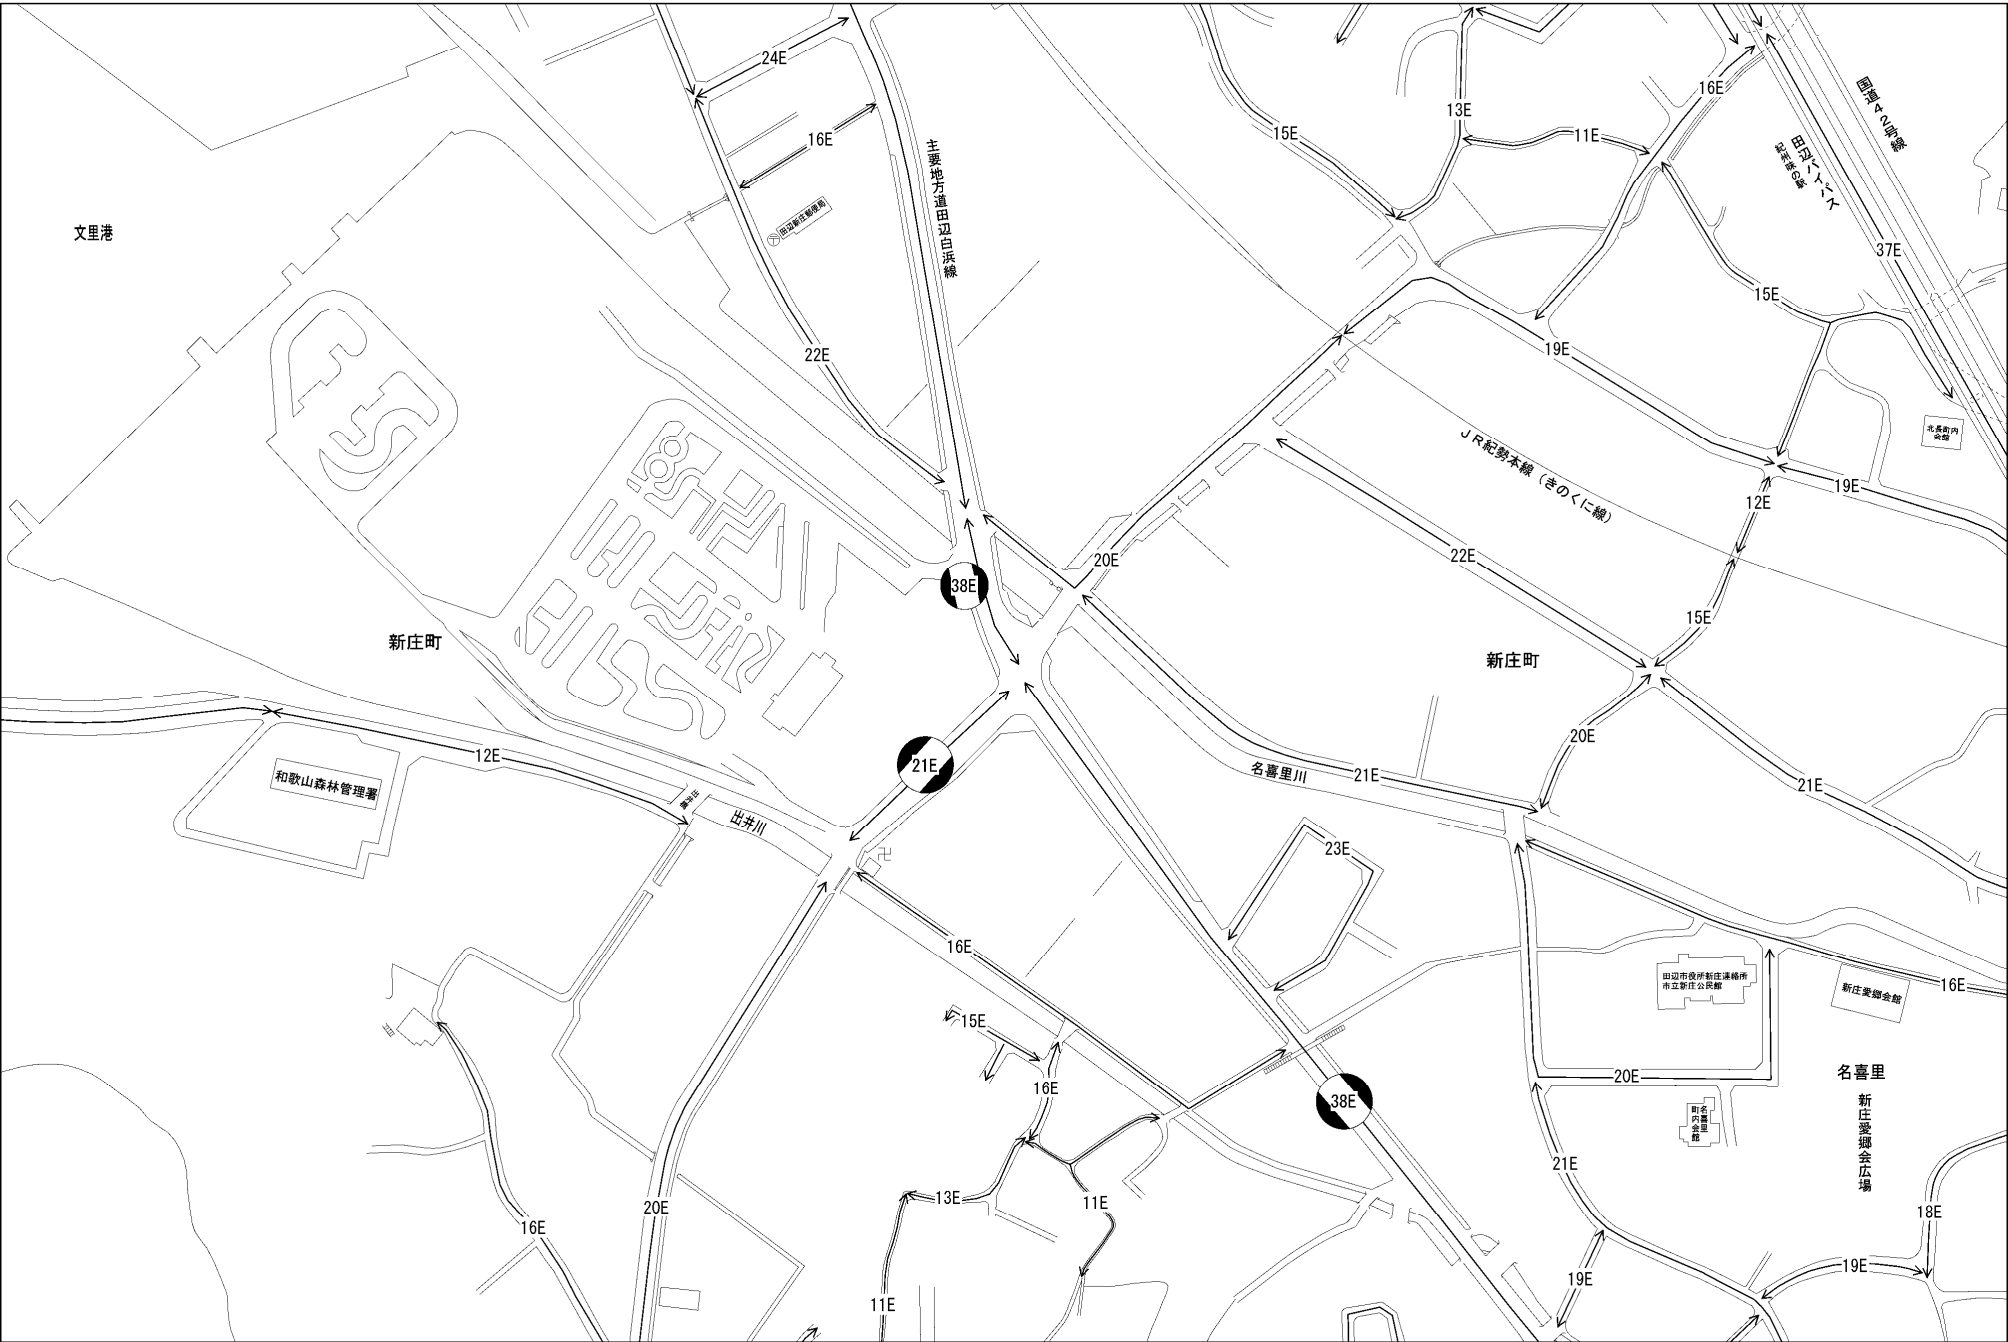 24E
16E
16E
13E
15E
11E
国道42号線
田辺バイパス
紀州味の駅
主要地方道田辺白浜線
田辺新庄郵便局
文里港
37E
15E
22E
19E
北長町内
会館
JR紀勢本線（きのくに線）
19E
12E
22E
20E
38E
15E
新庄町
新庄町
20E
12E
21E
名喜里川
21E
21E
和歌山森林管理署
出井橋
出井川
23E
16E
田辺市役所新庄連絡所
市立新庄公民館
16E
新庄愛郷会館
15E
20E
名喜里
16E
38E
名喜里
町内会館
新庄愛郷会広場
21E
13E
11E
20E
16E
18E
19E
19E
11E